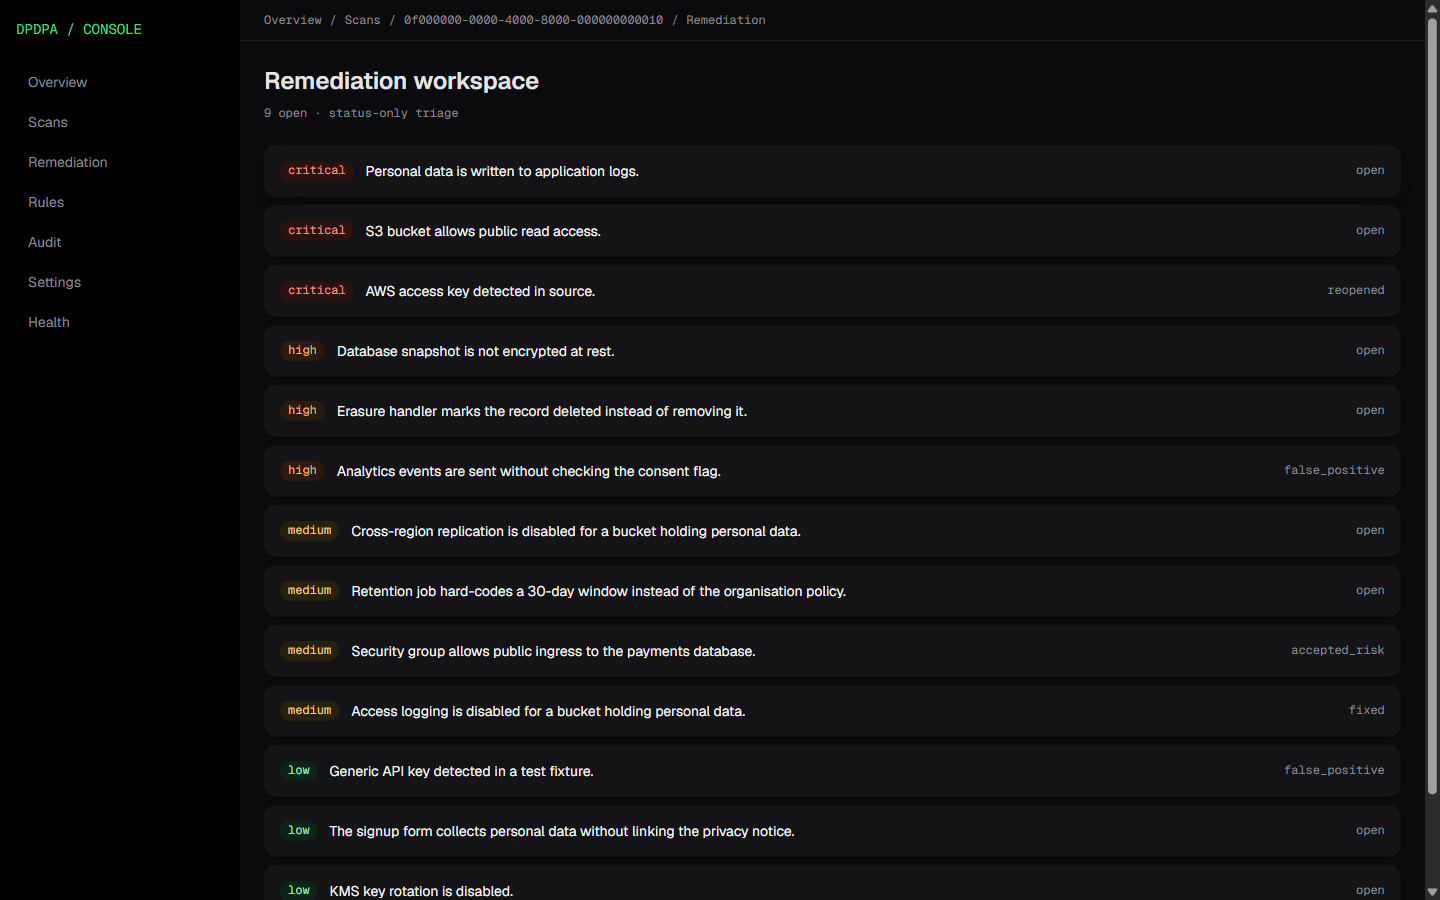 DPDPA / CONSOLE
Overview
Scans
Remediation
Rules
Audit
Settings
Health
Overview / Scans / 0f000000-0000-4000-8000-000000000010 / Remediation
Remediation workspace
9 open · status-only triage
critical Personal data is written to application logs. open
critical S3 bucket allows public read access. open
critical AWS access key detected in source. reopened
high Database snapshot is not encrypted at rest. open
high Erasure handler marks the record deleted instead of removing it. open
high Analytics events are sent without checking the consent flag. false_positive
medium Cross-region replication is disabled for a bucket holding personal data. open
medium Retention job hard-codes a 30-day window instead of the organisation policy. open
medium Security group allows public ingress to the payments database. accepted_risk
medium Access logging is disabled for a bucket holding personal data. fixed
low Generic API key detected in a test fixture. false_positive
low The signup form collects personal data without linking the privacy notice. open
low KMS key rotation is disabled. open